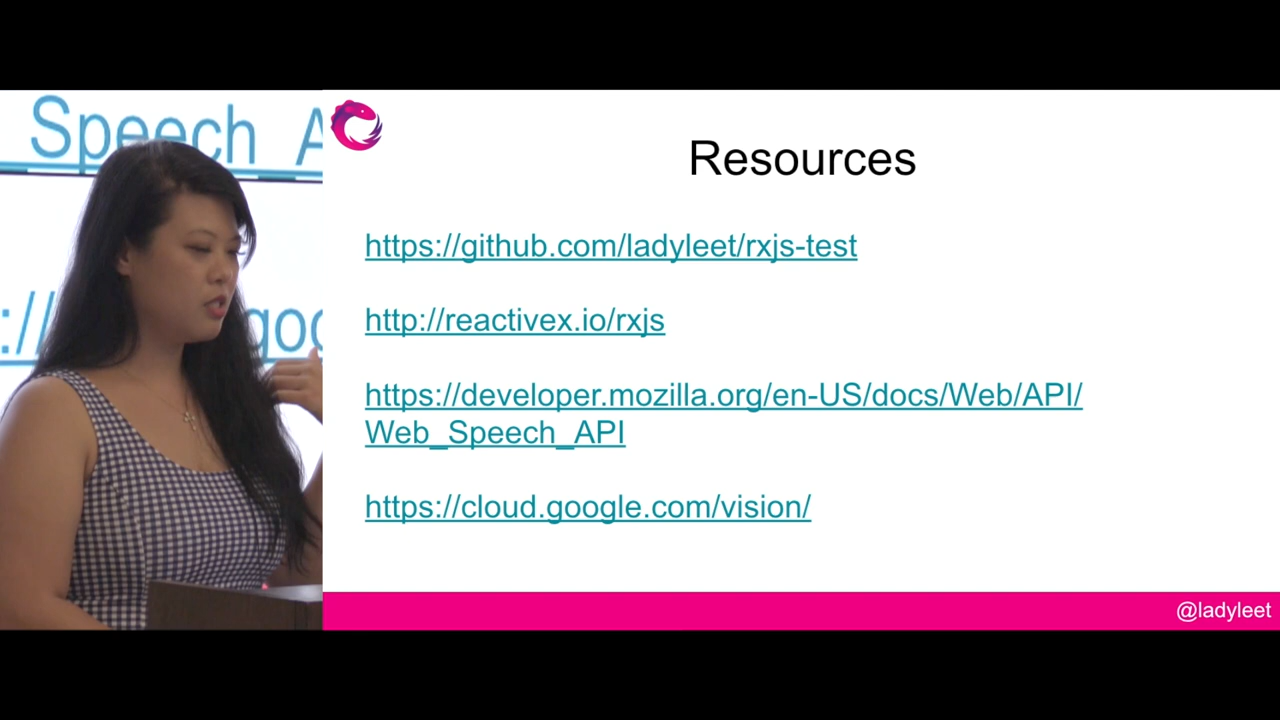 Speech A
://
goo
Resources
https://github.com/ladyleet/rxjs-test
http://reactivex.io/rxjs
https://developer.mozilla.org/en-US/docs/Web/API/
Web_Speech_API
https://cloud.google.com/vision/
@ladyleet